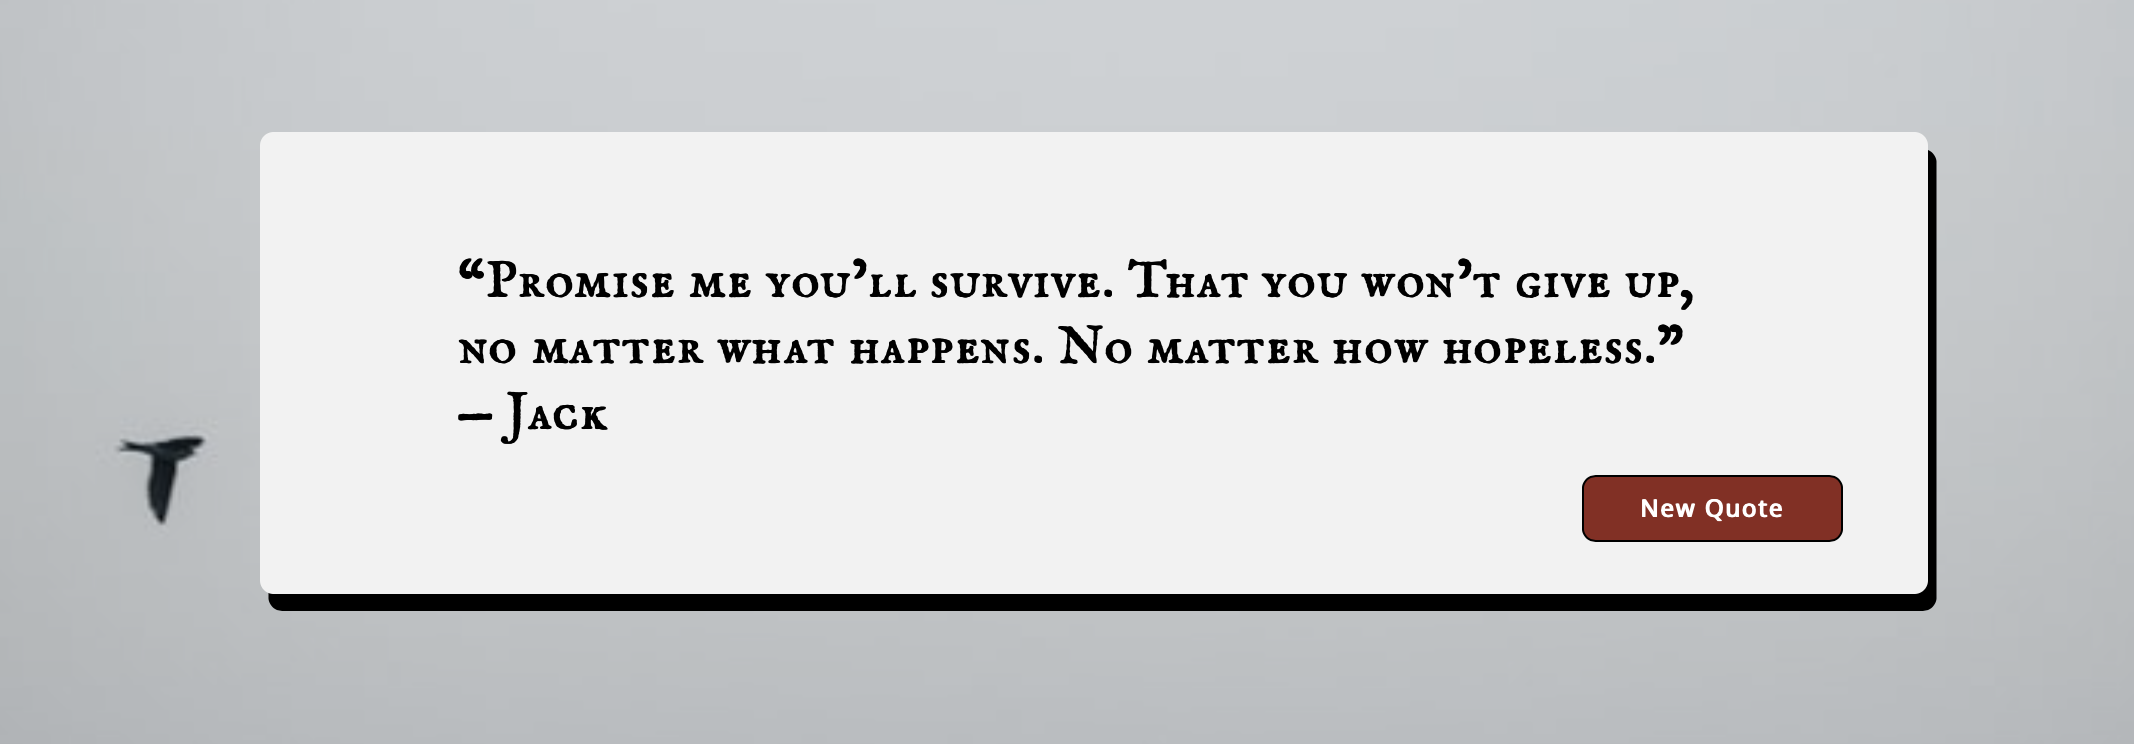 “Promise me you’ll survive. That you won’t give up,
no matter what happens. No matter how hopeless.”
— Jack
New Quote